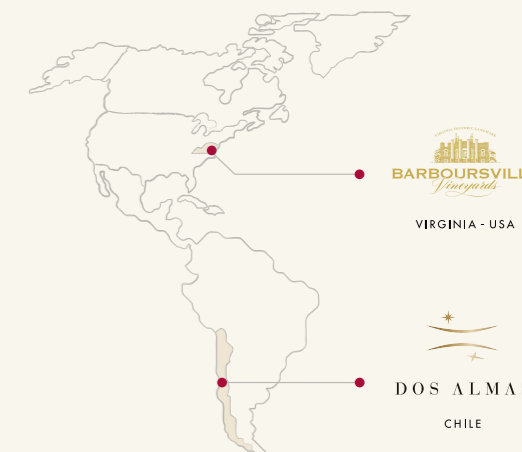 BARBOURSVILL
Vineyards
VIRGINIA - USA
DOS ALMA
CHILE